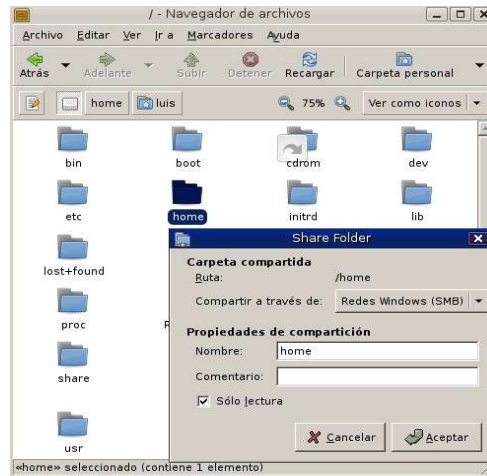 / - Navegador de archivos
Archivo Editar Ver Ir a Marcadores Ayuda
Atrás Adelante Subir Detener Recargar Carpeta personal
home luis 75% Ver como iconos
bin boot cdrom dev
etc home initrd lib
Share Folder
Carpeta compartida
lost+found
Ruta: /home
Compartir a través de: Redes Windows (SMB)
proc
Propiedades de compartición
Nombre: home
share
Comentario:
Sólo lectura
Cancelar Aceptar
usr
«home» seleccionado (contiene 1 elemento)